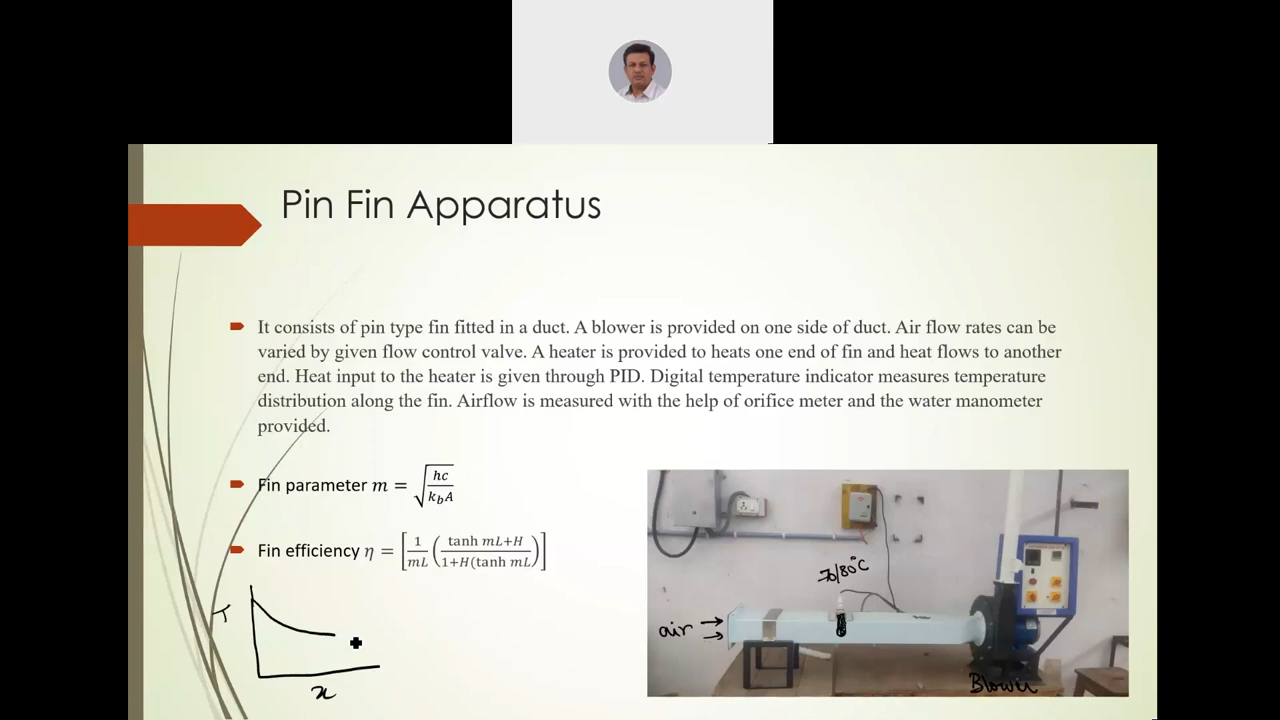 Pin Fin Apparatus
It consists of pin type fin fitted in a duct. A blower is provided on one side of duct. Air flow rates can be
varied by given flow control valve. A heater is provided to heats one end of fin and heat flows to another
end. Heat input to the heater is given through PID. Digital temperature indicator measures temperature
distribution along the fin. Airflow is measured with the help of orifice meter and the water manometer
provided.
Fin parameter m = √(hc / k_b A)
Fin efficiency η = [1/mL (tanh mL+H / 1+H(tanh mL))]
T
x
70/80°C
air
Blower